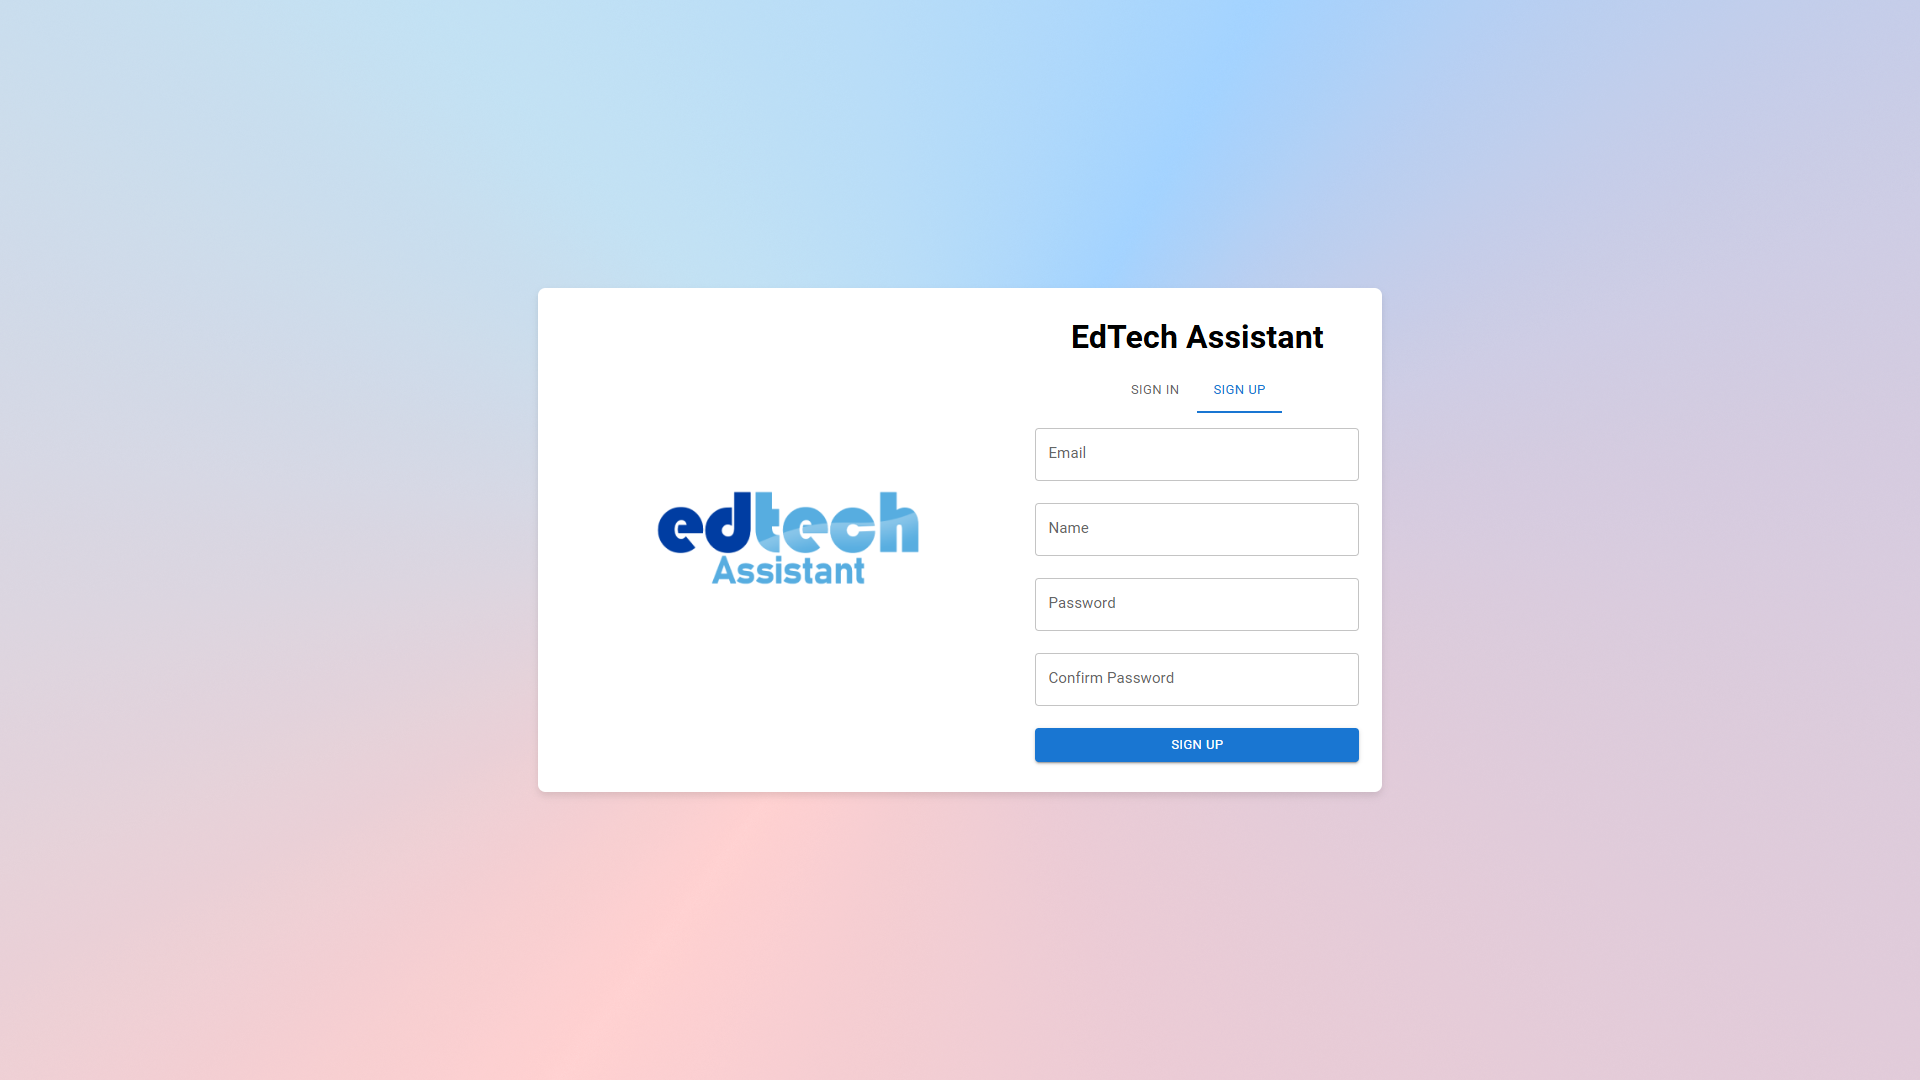 EdTech Assistant
SIGN IN SIGN UP
edtech
Assistant
Email
Name
Password
Confirm Password
SIGN UP